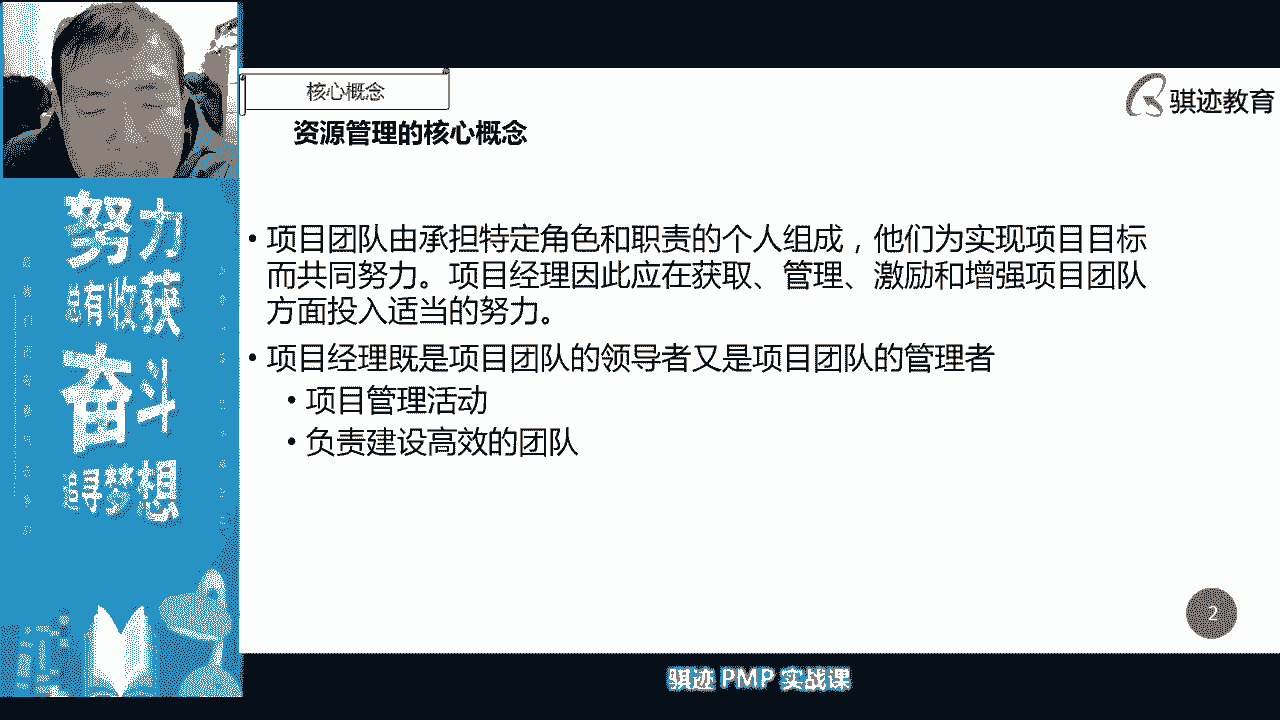 核心概念
骐迹教育
资源管理的核心概念
• 项目团队由承担特定角色和职责的个人组成，他们为实现项目目标
而共同努力。项目经理因此应在获取、管理、激励和增强项目团队
方面投入适当的努力。
• 项目经理既是项目团队的领导者又是项目团队的管理者
• 项目管理活动
• 负责建设高效的团队
努力
总有收获
奋斗
追寻梦想
2
骐迹 PMP 实战课